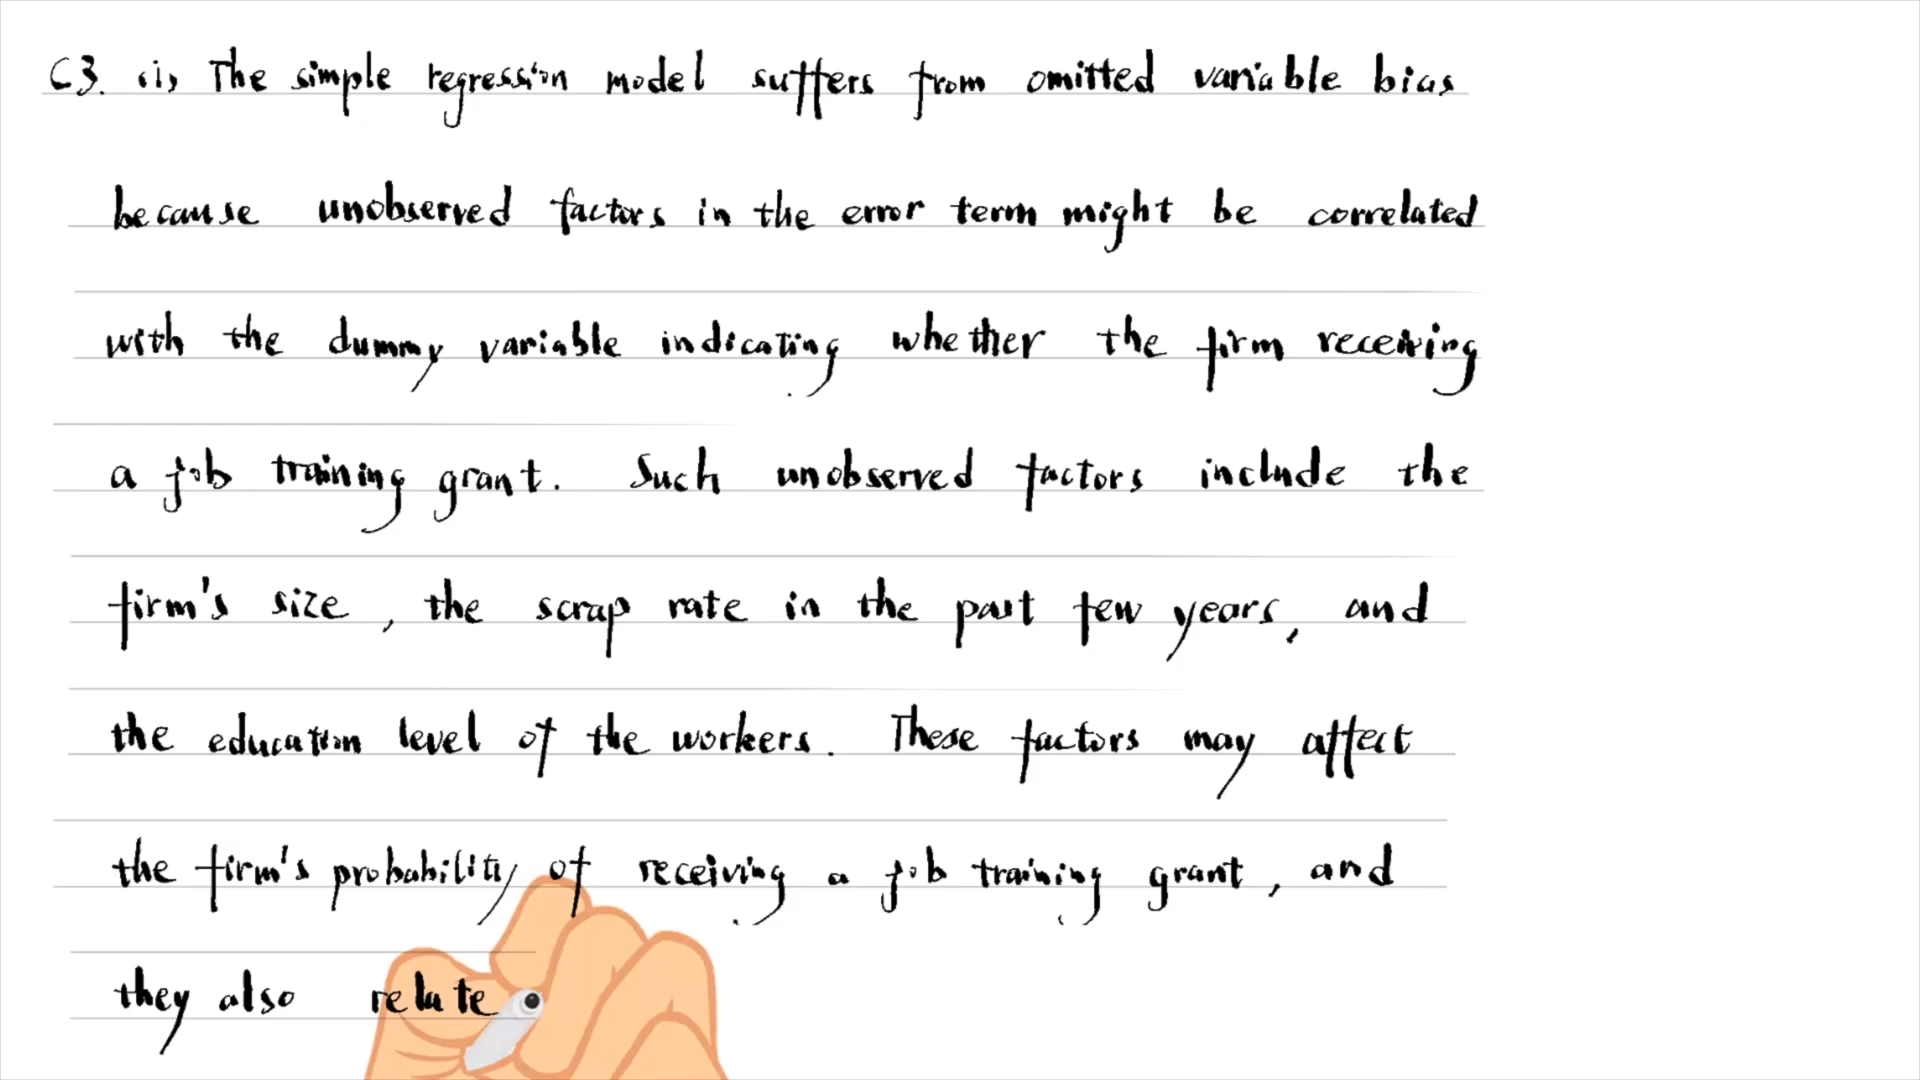 C3. (i) The simple regression model suffers from omitted variable bias
because unobserved factors in the error term might be correlated
with the dummy variable indicating whether the firm receiving
a job training grant. Such unobserved factors include the
firm's size, the scrap rate in the past few years, and
the education level of the workers. These factors may affect
the firm's probability of receiving a job training grant, and
they also relate